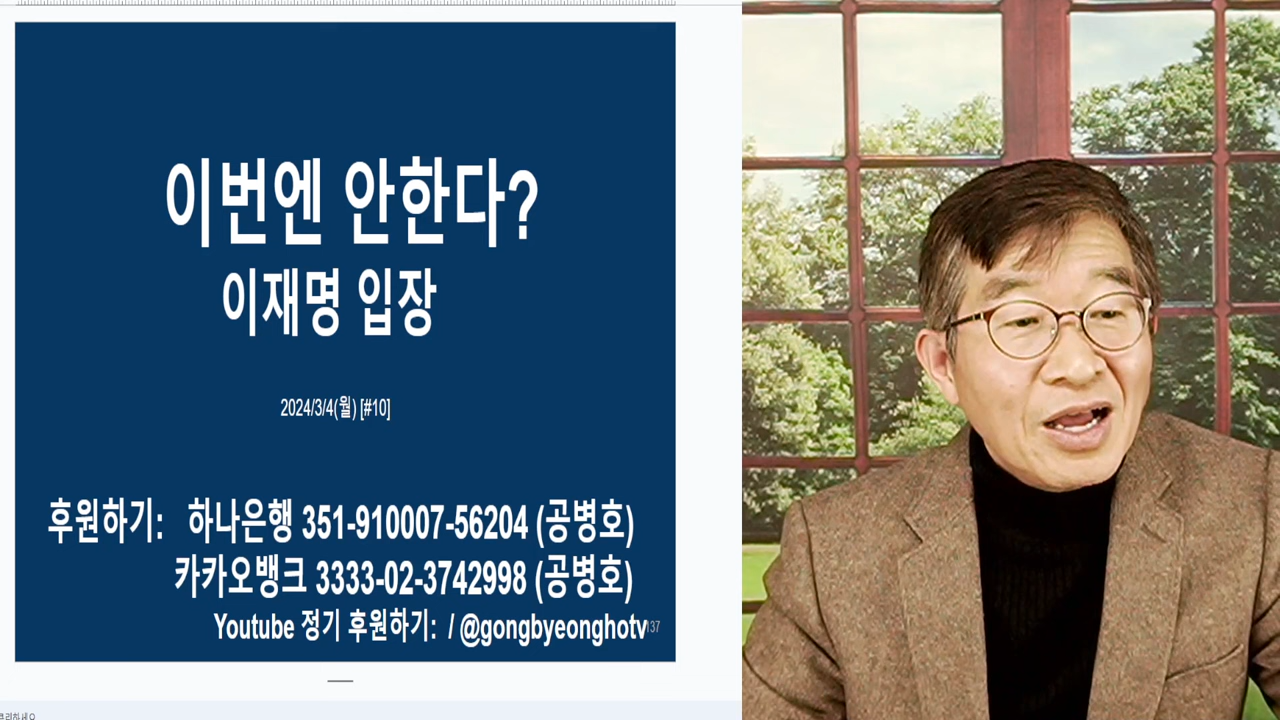 이번엔 안한다?
이재명 입장
2024/3/4(월) [#10]
후원하기: 하나은행 351-910007-56204 (공병호)
카카오뱅크 3333-02-3742998 (공병호)
Youtube 정기 후원하기: / @gongbyeonghotv
137